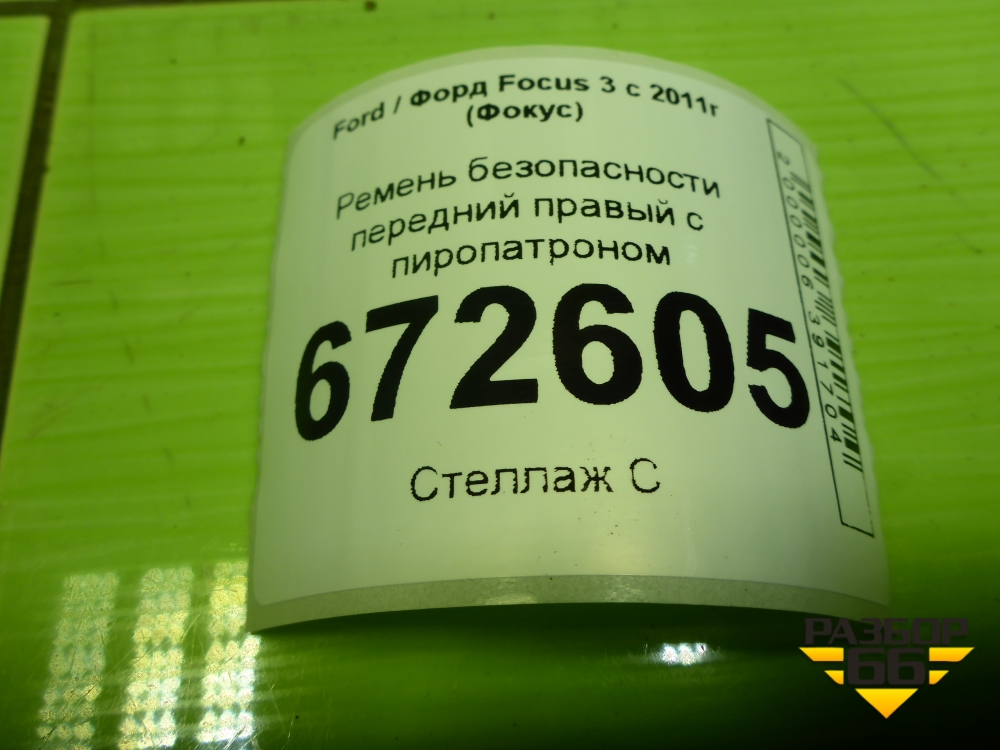 Ford / Форд Focus 3 с 2011г
(Фокус)
Ремень безопасности
передний правый с
пиропатроном
672605
Стеллаж С
2000006391704
РАЗБОР
66